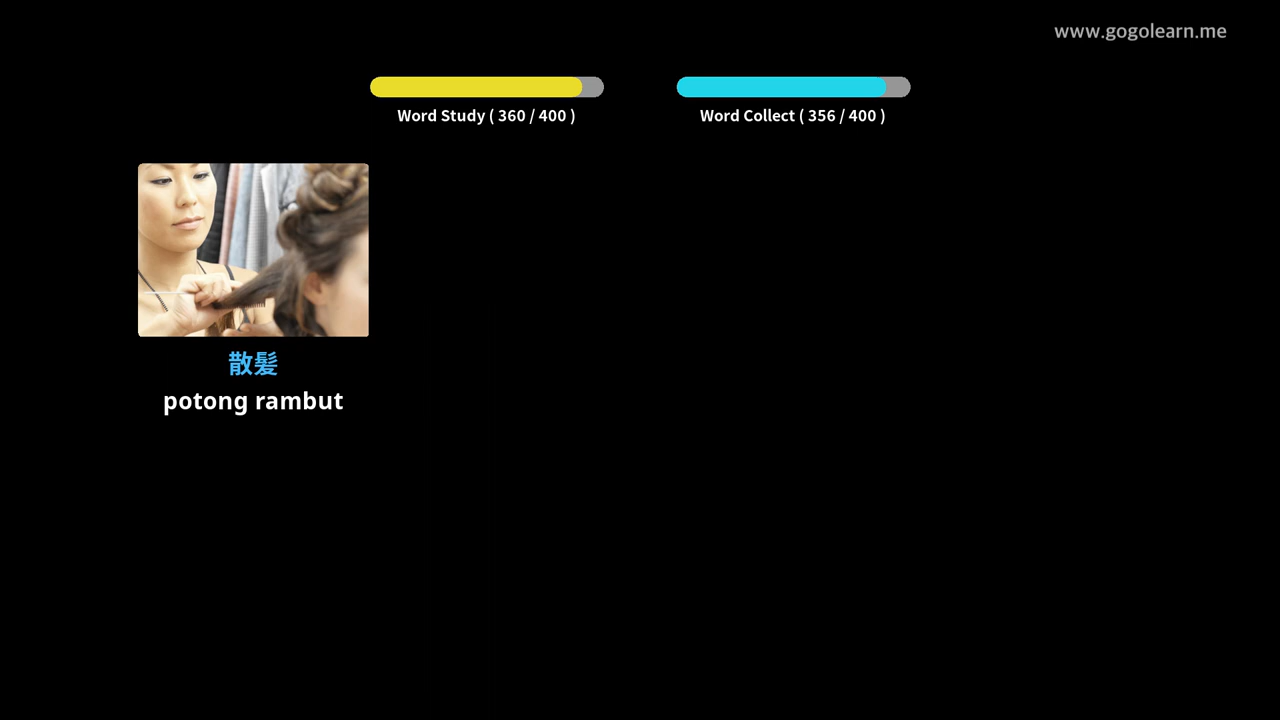 www.gogolearn.me
Word Study ( 360 / 400 )
Word Collect ( 356 / 400 )
散髪
potong rambut